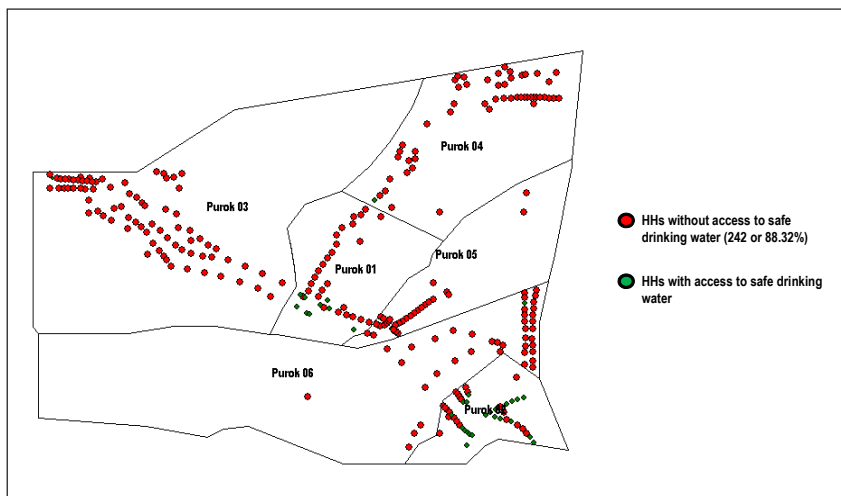 Purok 04
Purok 03
HHs without access to safe
drinking water (242 or 88.32%)
Purok 05
Purok 01
HHs with access to safe drinking
water
Purok 06
Purok